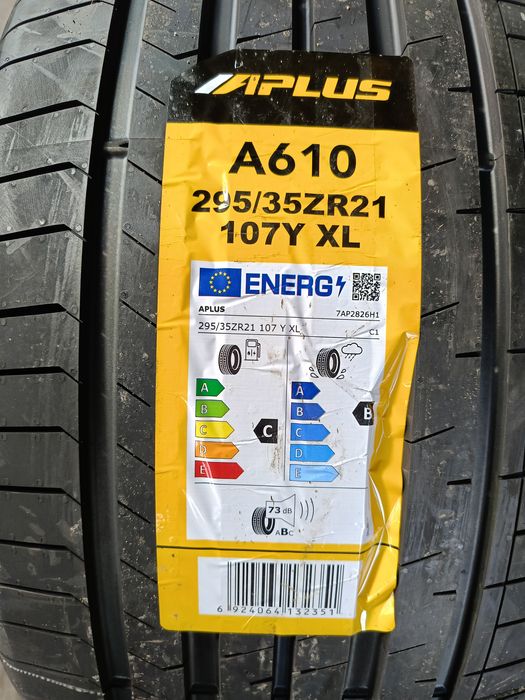 APLUS
A610
295/35ZR21
107Y XL
ENERG
APLUS 7AP2826H1
295/35ZR21 107 Y XL C1
A A
B B B
C C C
D D
E E
73 dB
ABC
6 924064 132351